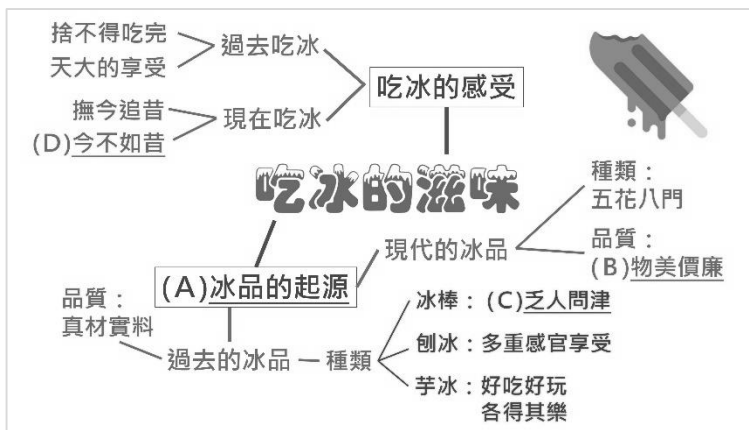 捨不得吃完
天大的享受
過去吃冰
吃冰的感受
撫今追昔
(D)今不如昔
現在吃冰
吃冰的滋味
種類：
五花八門
現代的冰品
品質：
(B)物美價廉
(A)冰品的起源
品質：
真材實料
過去的冰品
種類
冰棒：(C)乏人問津
刨冰：多重感官享受
芋冰：好吃好玩
各得其樂